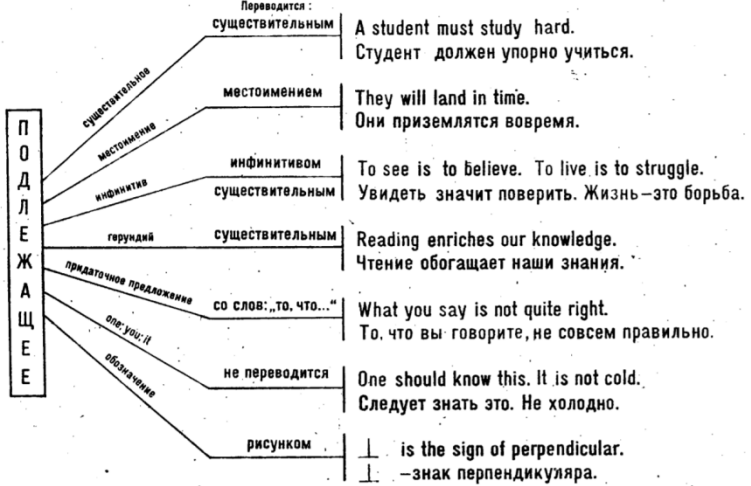 Переводится:
существительным
A student must study hard.
Студент должен упорно учиться.
существительное
местоимением
They will land in time.
Они приземлятся вовремя.
местоимение
инфинитивом
существительным
To see is to believe. To live is to struggle.
Увидеть значит поверить. Жизнь–это борьба.
инфинитив
ПОДЛЕЖАЩЕЕ
герундий
существительным
Reading enriches our knowledge.
Чтение обогащает наши знания.
придаточное предложение
со слов: „то, что..."
What you say is not quite right.
То, что вы говорите, не совсем правильно.
one; you; it
не переводится
One should know this. It is not cold.
Следует знать это. Не холодно.
обозначение
рисунком
⊥ is the sign of perpendicular.
⊥ –знак перпендикуляра.